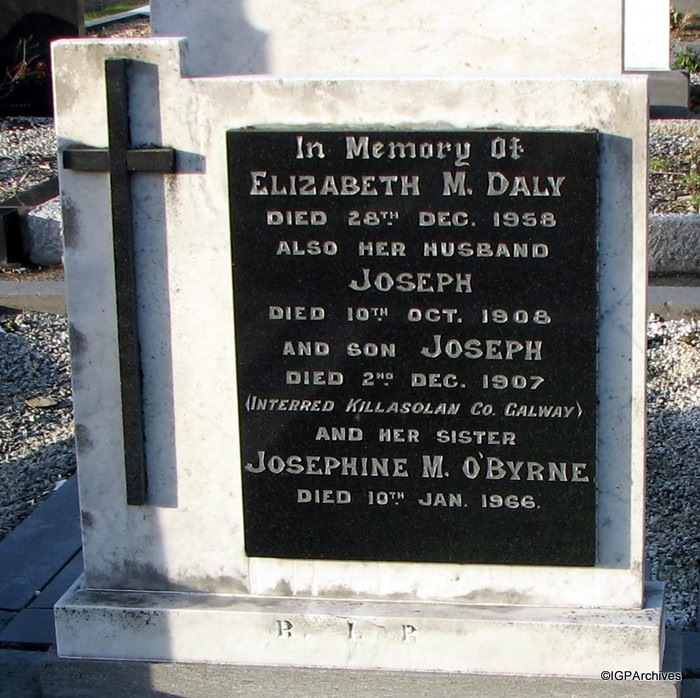 In Memory Of
ELIZABETH M. DALY
DIED 28TH DEC. 1958
ALSO HER HUSBAND
JOSEPH
DIED 10TH OCT. 1908
AND SON JOSEPH
DIED 2ND DEC. 1907
(INTERRED KILLASOLAN CO. GALWAY)
AND HER SISTER
JOSEPHINE M. O'BYRNE
DIED 10TH JAN. 1966.
R. I. P.
©IGPArchives